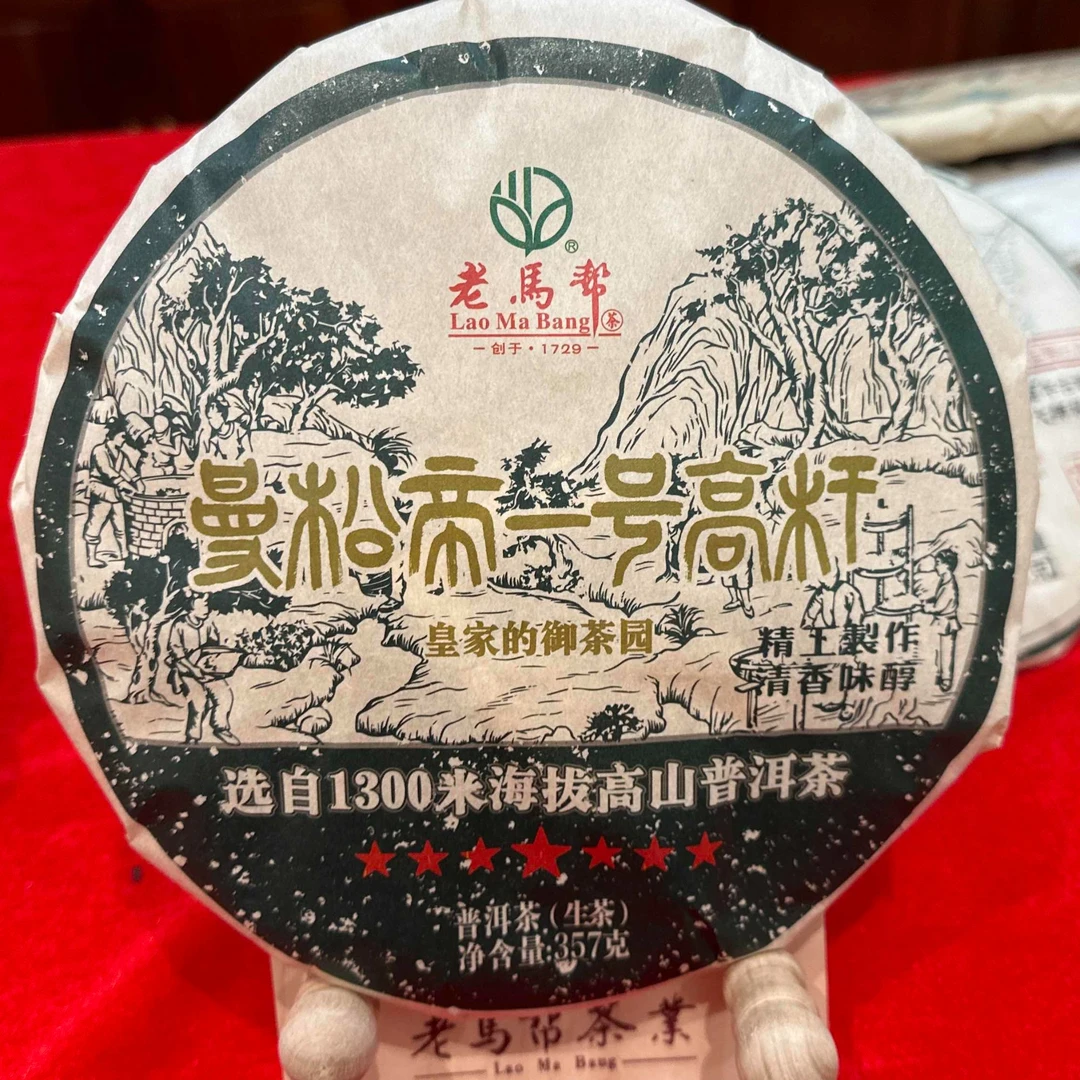 老馬帮
Lao Ma Bang 茶
创于·1729
曼松帝一号高杆
皇家的御茶园
精工製作
清香味醇
选自1300米海拔高山普洱茶
普洱茶（生茶）
净含量:357克
老馬帮茶業
Lao Ma Bang